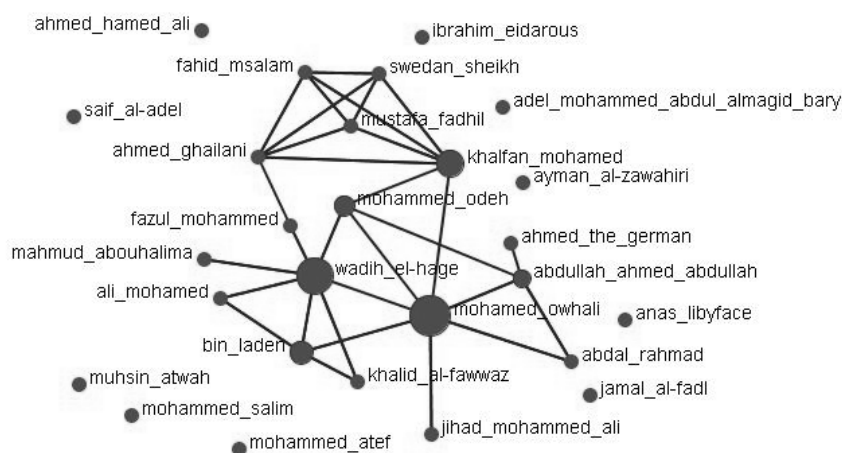 ahmed_hamed_ali
ibrahim_eidarous
fahid_msalam
swedan_sheikh
saif_al-adel
adel_mohammed_abdul_almagid_bary
mustafa_fadhil
ahmed_ghailani
khalfan_mohamed
ayman_al-zawahiri
mohammed_odeh
fazul_mohammed
ahmed_the_german
mahmud_abouhalima
wadih_el-hage
abdullah_ahmed_abdullah
ali_mohamed
mohamed_owhali
anas_libyface
bin_laden
abdal_rahmad
khalid_al-fawwaz
muhsin_atwah
jamal_al-fadl
mohammed_salim
jihad_mohammed_ali
mohammed_atef